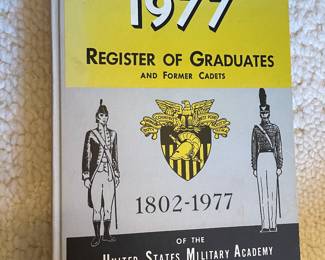 1977
REGISTER OF GRADUATES
AND FORMER CADETS
1802-1977
OF THE
UNITED STATES MILITARY ACADEMY